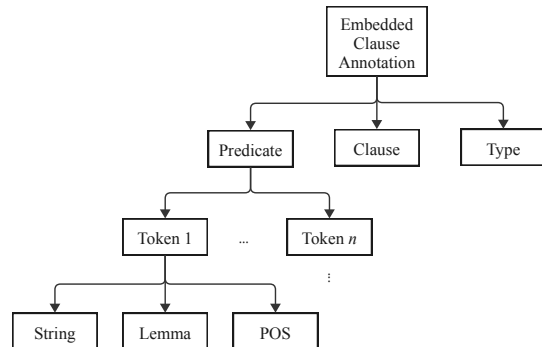 Embedded
Clause
Annotation
Predicate
Clause
Type
Token 1
...
Token n
⋮
String
Lemma
POS